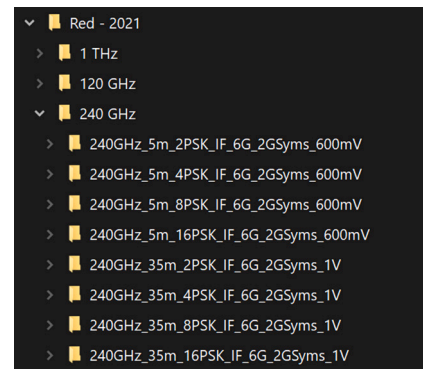 Red - 2021
1 THz
120 GHz
240 GHz
240GHz_5m_2PSK_IF_6G_2GSyms_600mV
240GHz_5m_4PSK_IF_6G_2GSyms_600mV
240GHz_5m_8PSK_IF_6G_2GSyms_600mV
240GHz_5m_16PSK_IF_6G_2GSyms_600mV
240GHz_35m_2PSK_IF_6G_2GSyms_1V
240GHz_35m_4PSK_IF_6G_2GSyms_1V
240GHz_35m_8PSK_IF_6G_2GSyms_1V
240GHz_35m_16PSK_IF_6G_2GSyms_1V